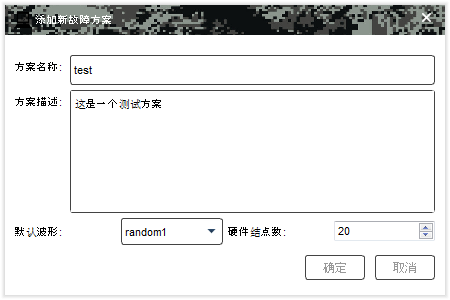 添加新故障方案
方案名称: test
方案描述: 这是一个测试方案
默认波形: random1 硬件结点数: 20
确定 取消